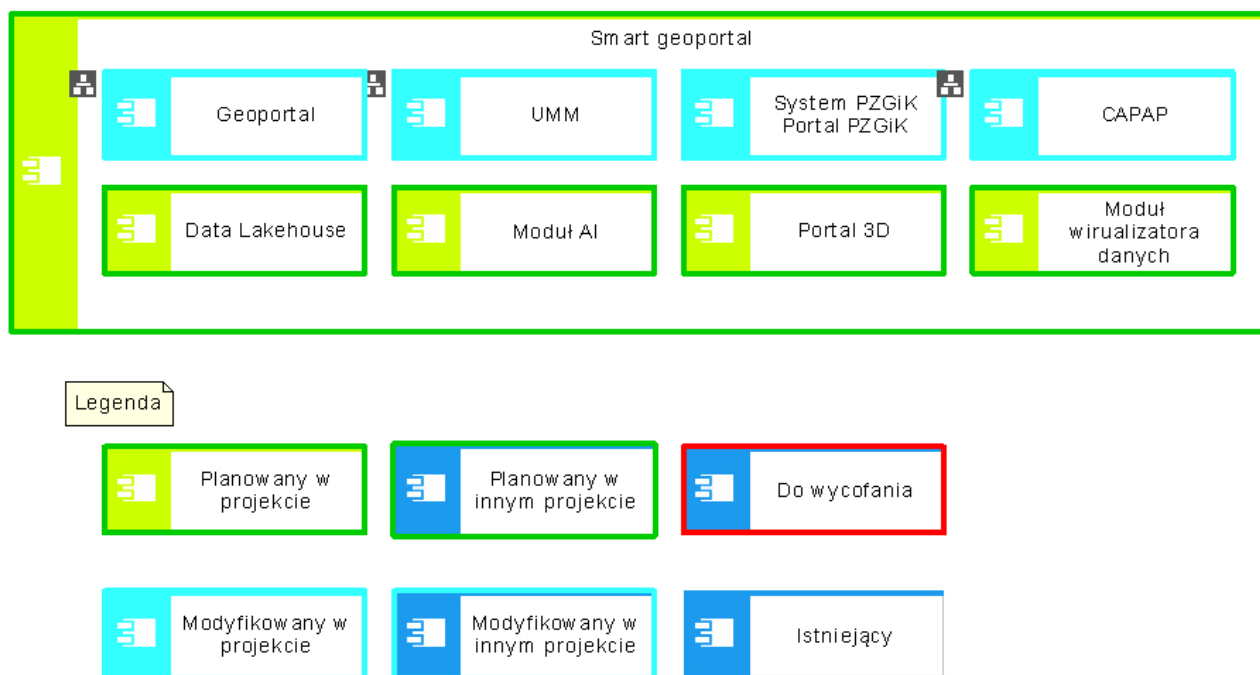 Smart geoportal
Geoportal
UMM
System PZGiK
Portal PZGiK
CAPAP
Data Lakehouse
Moduł AI
Portal 3D
Moduł
wirualizatora
danych
Legenda
Planowany w
projekcie
Planowany w
innym projekcie
Do wycofania
Modyfikowany w
projekcie
Modyfikowany w
innym projekcie
Istniejący